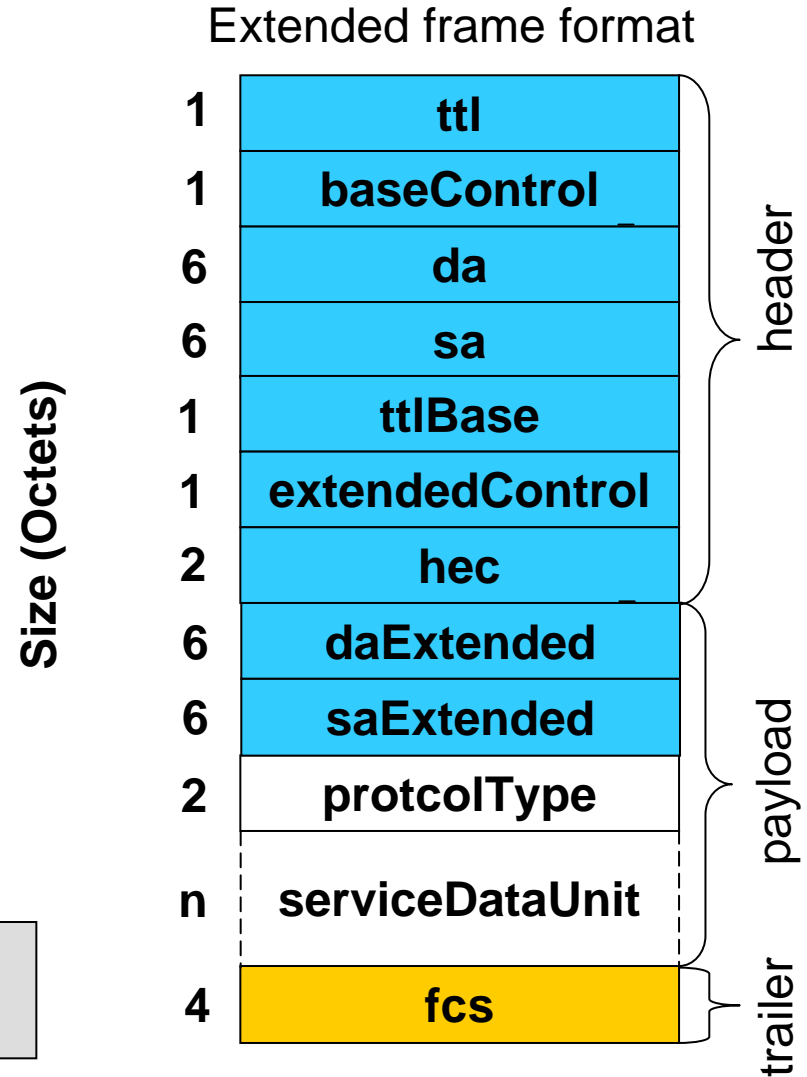 Extended frame format
Size (Octets)
1 ttl
1 baseControl
6 da
6 sa
1 ttlBase
1 extendedControl
2 hec
header
6 daExtended
6 saExtended
2 protcolType
n serviceDataUnit
payload
4 fcs
trailer